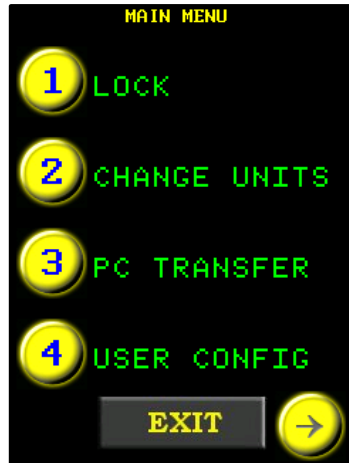 MAIN MENU
1 LOCK
2 CHANGE UNITS
3 PC TRANSFER
4 USER CONFIG
EXIT